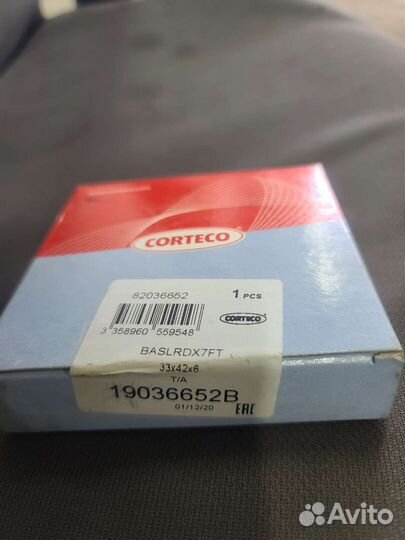 CORTECO
82036652
1 PCS
3 358960 559548
CORTECO
BASLRDX7FT
33x42x6
T/A
19036652B
01/12/20
EAC
Avito